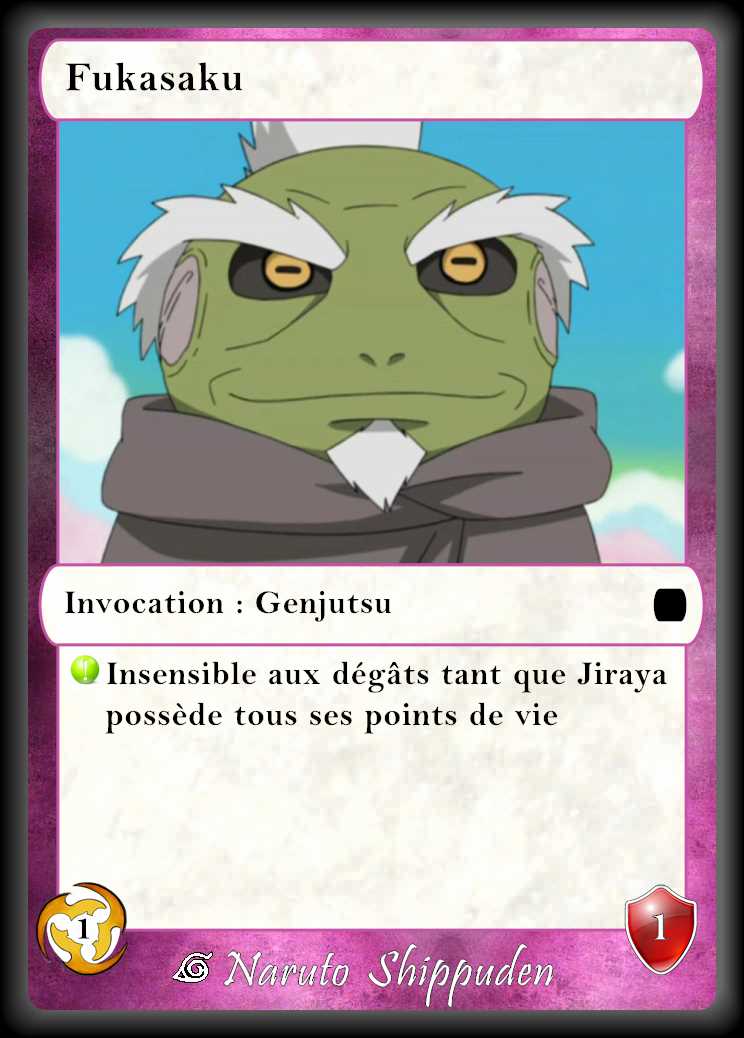 Fukasaku
Invocation : Genjutsu
Insensible aux dégâts tant que Jiraya
possède tous ses points de vie
1
1
Naruto Shippuden